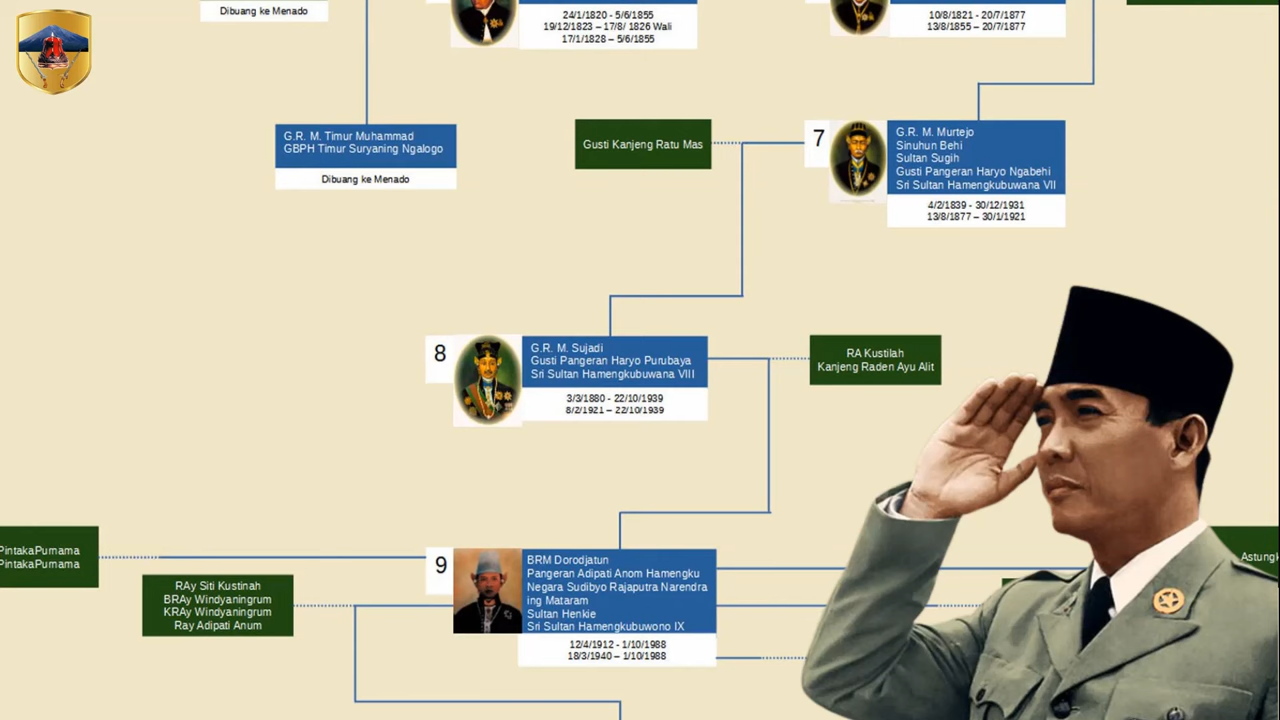 Dibuang ke Menado
24/1/1820 - 5/6/1855
19/12/1823 – 17/8/ 1826 Wali
17/1/1828 – 5/6/1855
10/8/1821 - 20/7/1877
13/8/1855 – 20/7/1877
G.R. M. Timur Muhammad
GBPH Timur Suryaning Ngalogo
Dibuang ke Menado
Gusti Kanjeng Ratu Mas
7
G.R. M. Murtejo
Sinuhun Behi
Sultan Sugih
Gusti Pangeran Haryo Ngabehi
Sri Sultan Hamengkubuwana VII
4/2/1839 - 30/12/1931
13/8/1877 – 30/1/1921
8
G.R. M. Sujadi
Gusti Pangeran Haryo Purubaya
Sri Sultan Hamengkubuwana VIII
3/3/1880 - 22/10/1939
8/2/1921 – 22/10/1939
RA Kustilah
Kanjeng Raden Ayu Alit
PintakaPurnama
PintakaPurnama
RAy Siti Kustinah
BRAy Windyaningrum
KRAy Windyaningrum
Ray Adipati Anum
9
BRM Dorodjatun
Pangeran Adipati Anom Hamengku
Negara Sudibyo Rajaputra Narendra
ing Mataram
Sultan Henkie
Sri Sultan Hamengkubuwono IX
12/4/1912 - 1/10/1988
18/3/1940 – 1/10/1988